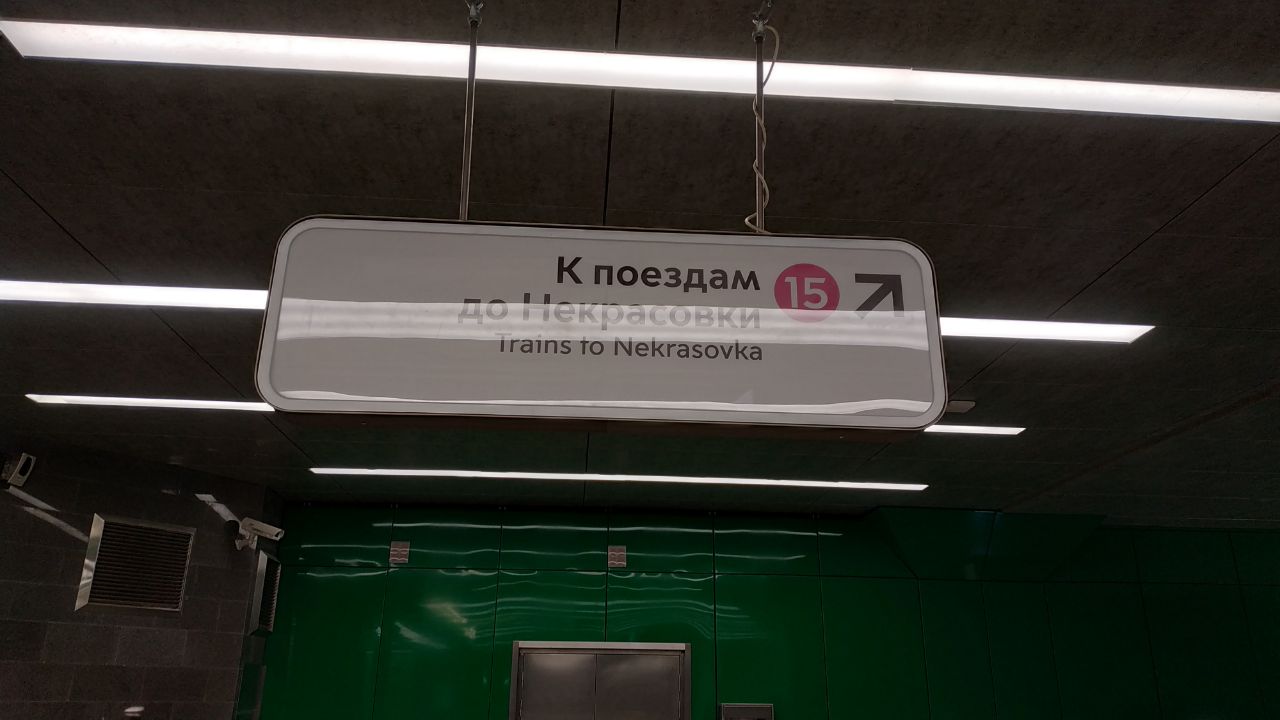 К поездам 15
до Некрасовки
Trains to Nekrasovka